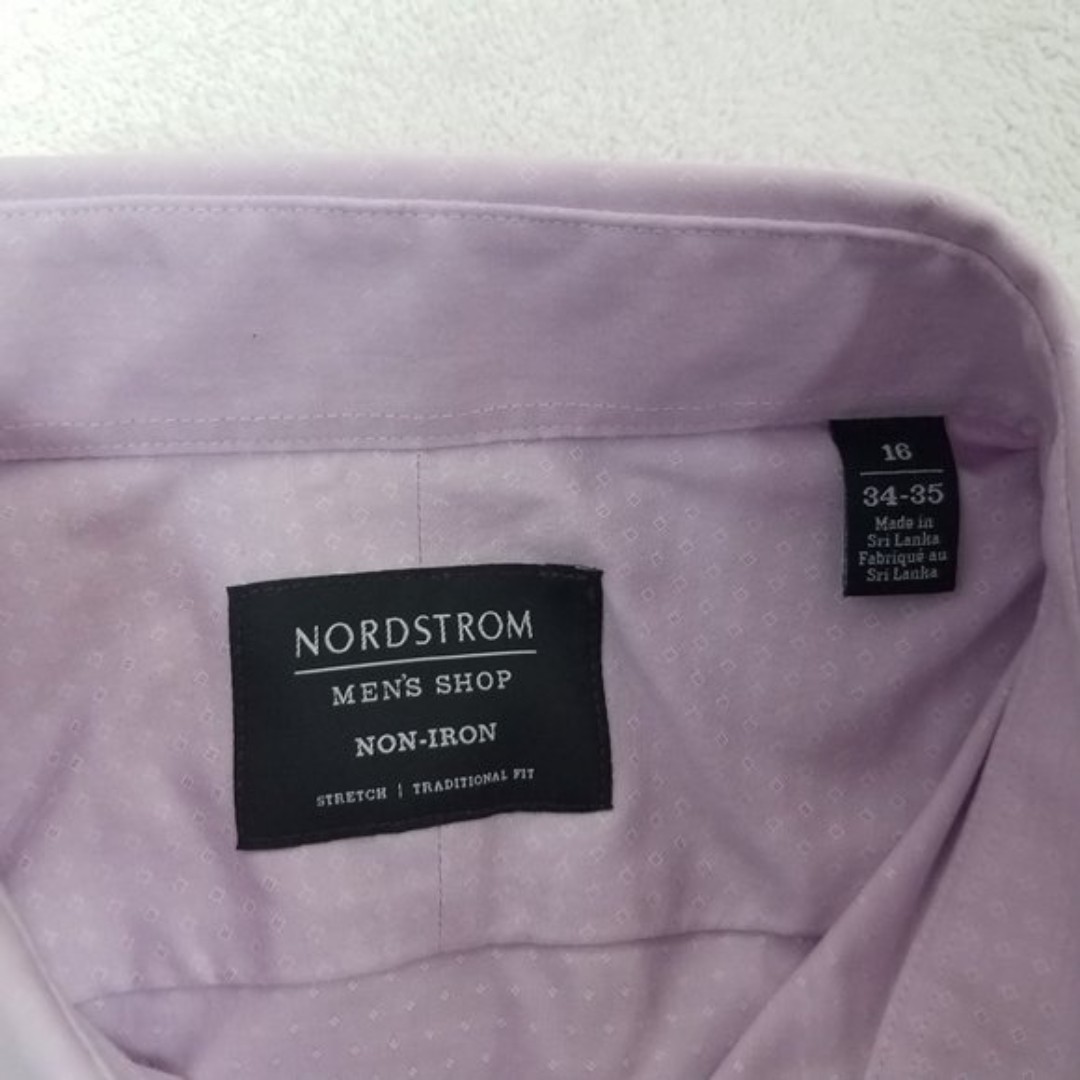 NORDSTROM
MEN'S SHOP
NON-IRON
STRETCH | TRADITIONAL FIT
16
34-35
Made in
Sri Lanka
Fabriqué au
Sri Lanka